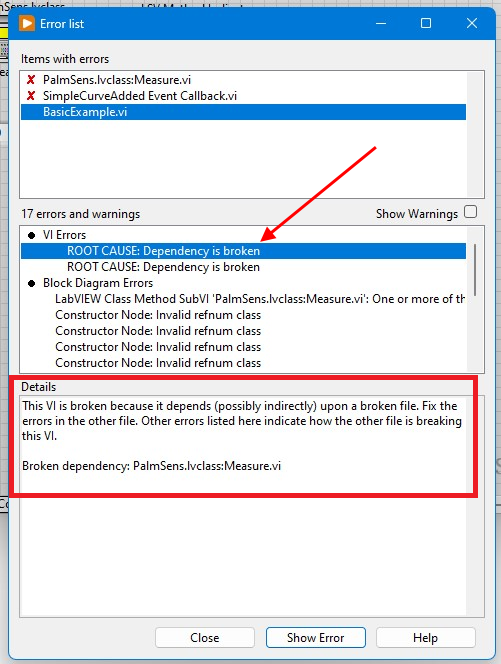 Error list
Items with errors
PalmSens.lvclass:Measure.vi
SimpleCurveAdded Event Callback.vi
BasicExample.vi
17 errors and warnings
Show Warnings
VI Errors
ROOT CAUSE: Dependency is broken
ROOT CAUSE: Dependency is broken
Block Diagram Errors
LabVIEW Class Method SubVI 'PalmSens.lvclass:Measure.vi': One or more of th
Constructor Node: Invalid refnum class
Constructor Node: Invalid refnum class
Constructor Node: Invalid refnum class
Constructor Node: Invalid refnum class
Details
This VI is broken because it depends (possibly indirectly) upon a broken file. Fix the
errors in the other file. Other errors listed here indicate how the other file is breaking
this VI.
Broken dependency: PalmSens.lvclass:Measure.vi
Close
Show Error
Help